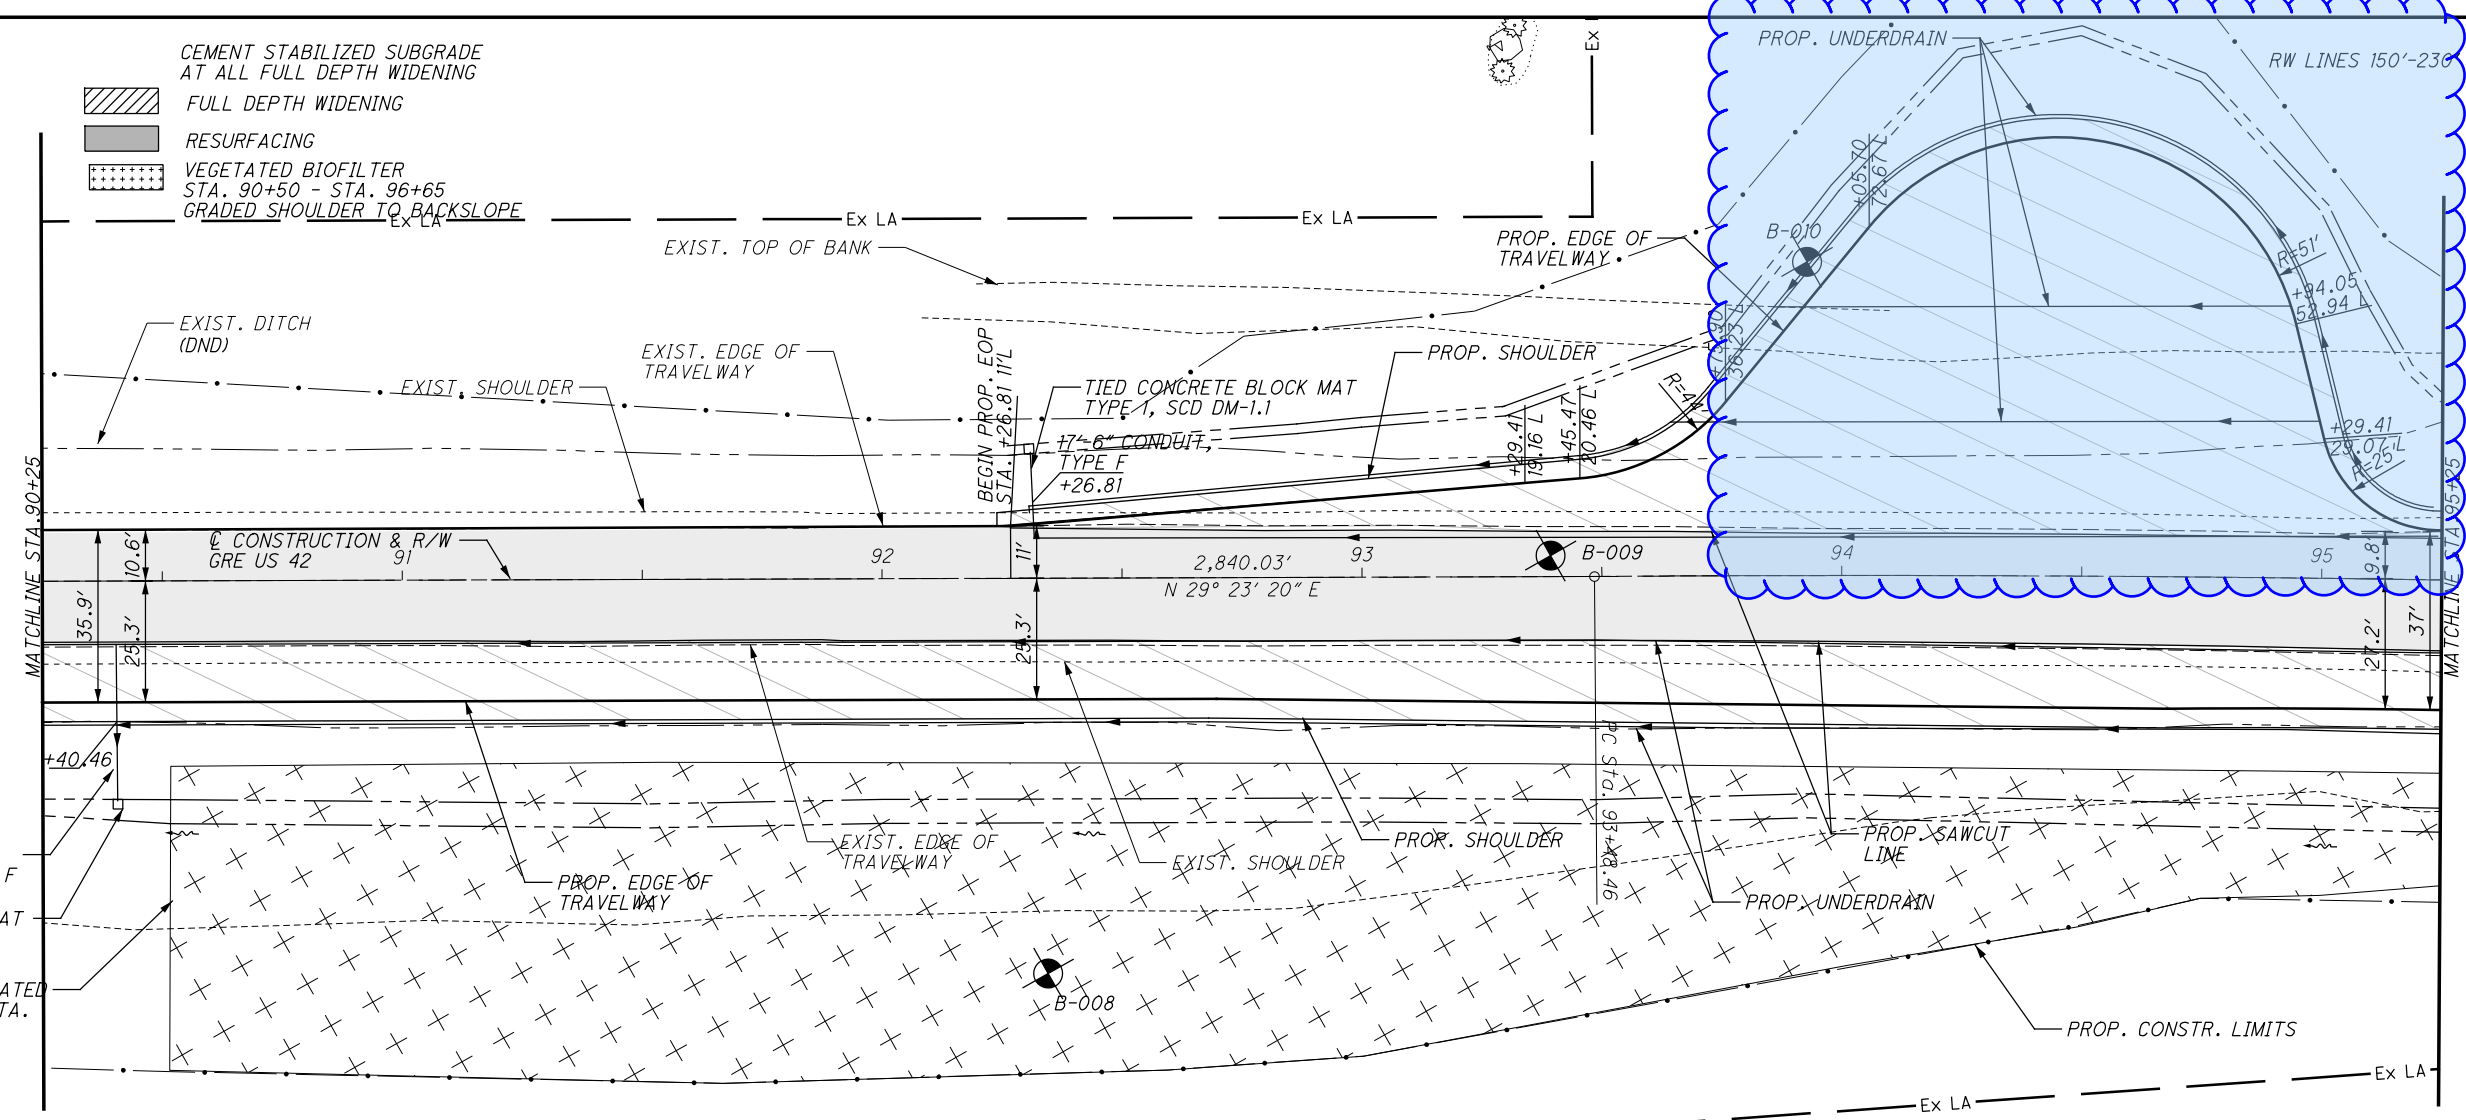 CEMENT STABILIZED SUBGRADE
AT ALL FULL DEPTH WIDENING
FULL DEPTH WIDENING
RESURFACING
VEGETATED BIOFILTER
STA. 90+50 - STA. 96+65
GRADED SHOULDER TO BACKSLOPE
Ex LA
Ex LA
Ex LA
Ex
PROP. UNDERDRAIN
RW LINES 150'-230
EXIST. TOP OF BANK
PROP. EDGE OF
TRAVELWAY
+05.70
72.67 L
B-010
R=51'
+94.05
52.94 L
EXIST. DITCH
(DND)
EXIST. SHOULDER
EXIST. EDGE OF
TRAVELWAY
BEGIN PROP. EOP
STA. +26.81 11'L
TIED CONCRETE BLOCK MAT
TYPE 1, SCD DM-1.1
17'-6" CONDUIT,
TYPE F
+26.81
PROP. SHOULDER
+29.41
19.16 L
+45.47
20.46 L
R=44'
36.23 L
+29.41
29.07' L
R=25'
MATCHLINE STA. 90+25
MATCHLINE STA 95+25
35.9'
10.6'
25.3'
℄ CONSTRUCTION & R/W
GRE US 42
91
92
93
94
95
11'
25.3'
2,840.03'
N 29° 23' 20" E
B-009
9.8'
27.2'
37'
+40.46
F
AT
ATED
TA.
PROP. EDGE OF
TRAVELWAY
EXIST. EDGE OF
TRAVELWAY
EXIST. SHOULDER
PROP. SHOULDER
PC Sta. 93+48.46
PROP. SAWCUT
LINE
PROP. UNDERDRAIN
B-008
PROP. CONSTR. LIMITS
Ex LA
Ex LA